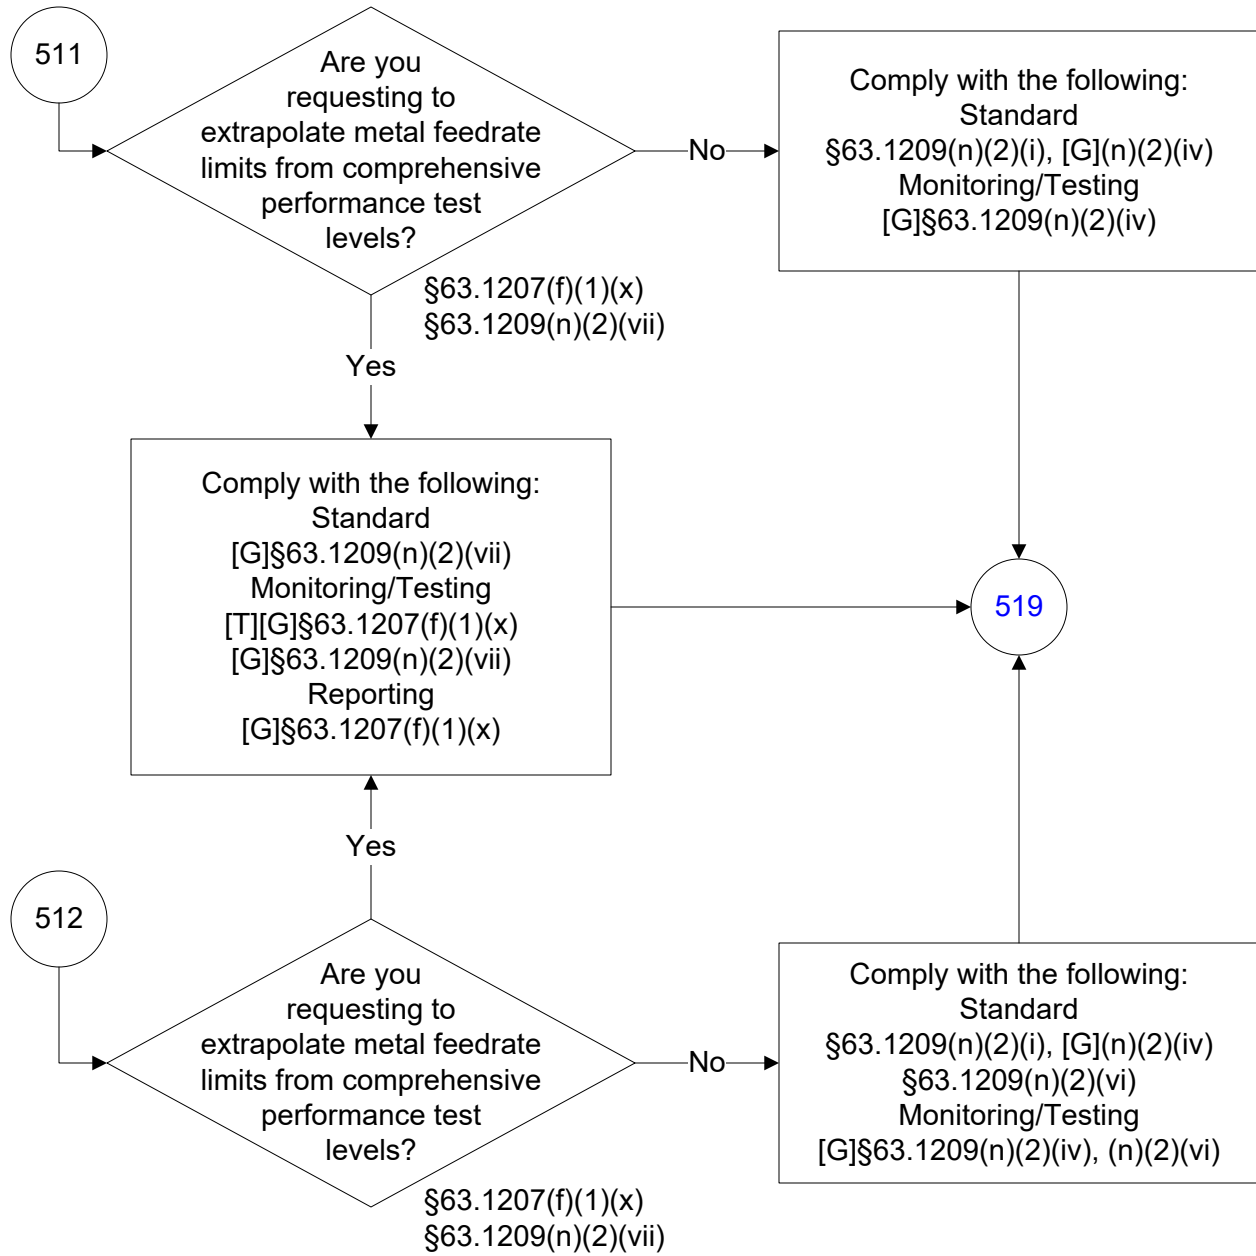 511
Are you
requesting to
extrapolate metal feedrate
limits from comprehensive
performance test
levels?
No
Comply with the following:
Standard
§63.1209(n)(2)(i), [G](n)(2)(iv)
Monitoring/Testing
[G]§63.1209(n)(2)(iv)
§63.1207(f)(1)(x)
§63.1209(n)(2)(vii)
Yes
Comply with the following:
Standard
[G]§63.1209(n)(2)(vii)
Monitoring/Testing
[T][G]§63.1207(f)(1)(x)
[G]§63.1209(n)(2)(vii)
Reporting
[G]§63.1207(f)(1)(x)
519
Yes
512
Are you
requesting to
extrapolate metal feedrate
limits from comprehensive
performance test
levels?
No
Comply with the following:
Standard
§63.1209(n)(2)(i), [G](n)(2)(iv)
§63.1209(n)(2)(vi)
Monitoring/Testing
[G]§63.1209(n)(2)(iv), (n)(2)(vi)
§63.1207(f)(1)(x)
§63.1209(n)(2)(vii)